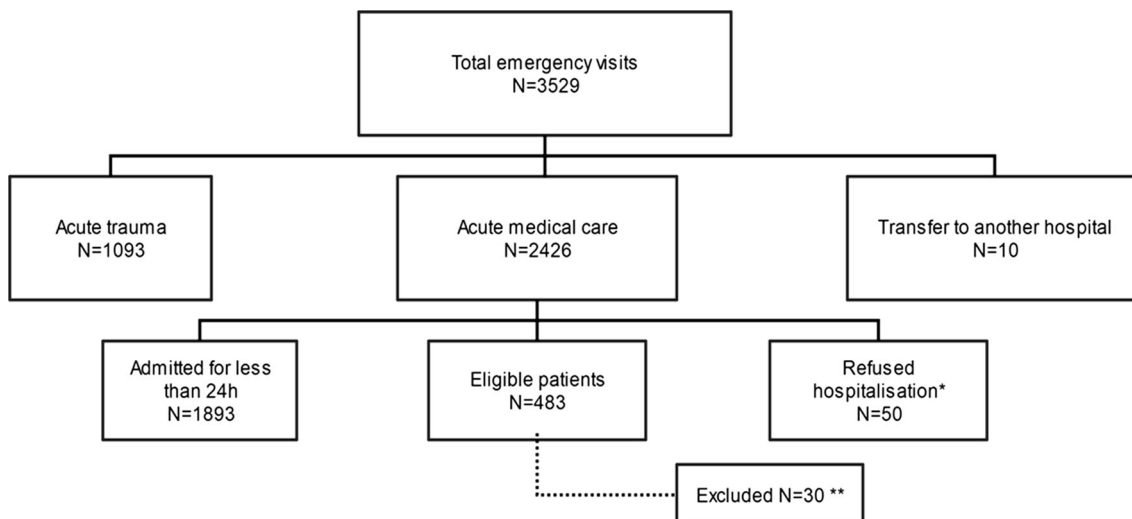 Total emergency visits
N=3529
Acute trauma
N=1093
Acute medical care
N=2426
Transfer to another hospital
N=10
Admitted for less
than 24h
N=1893
Eligible patients
N=483
Refused
hospitalisation*
N=50
Excluded N=30 **